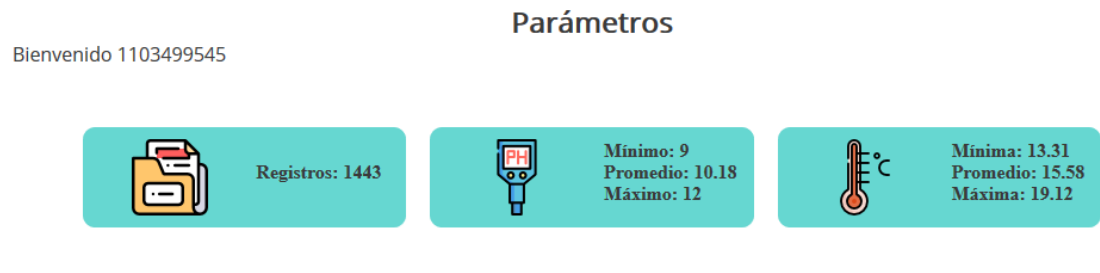 Parámetros
Bienvenido 1103499545
Registros: 1443
PH
Mínimo: 9
Promedio: 10.18
Máximo: 12
°C
Mínima: 13.31
Promedio: 15.58
Máxima: 19.12